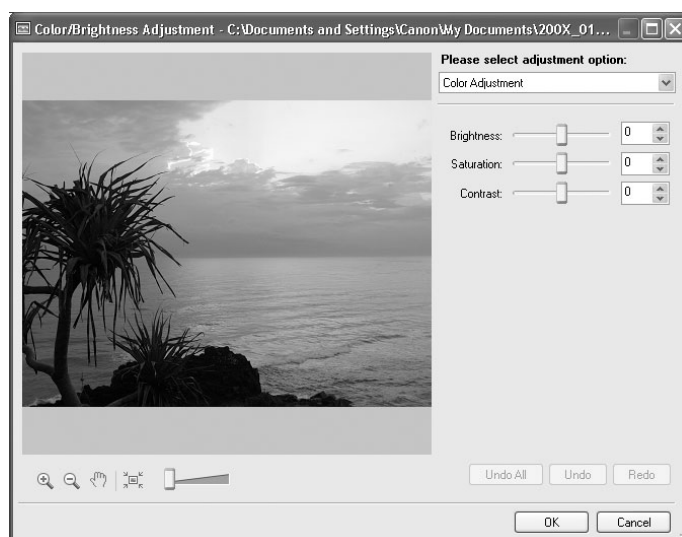 Color/Brightness Adjustment - C:\Documents and Settings\Canon\My Documents\200X_01...
Please select adjustment option:
Color Adjustment
Brightness: 0
Saturation: 0
Contrast: 0
Undo All Undo Redo
OK Cancel